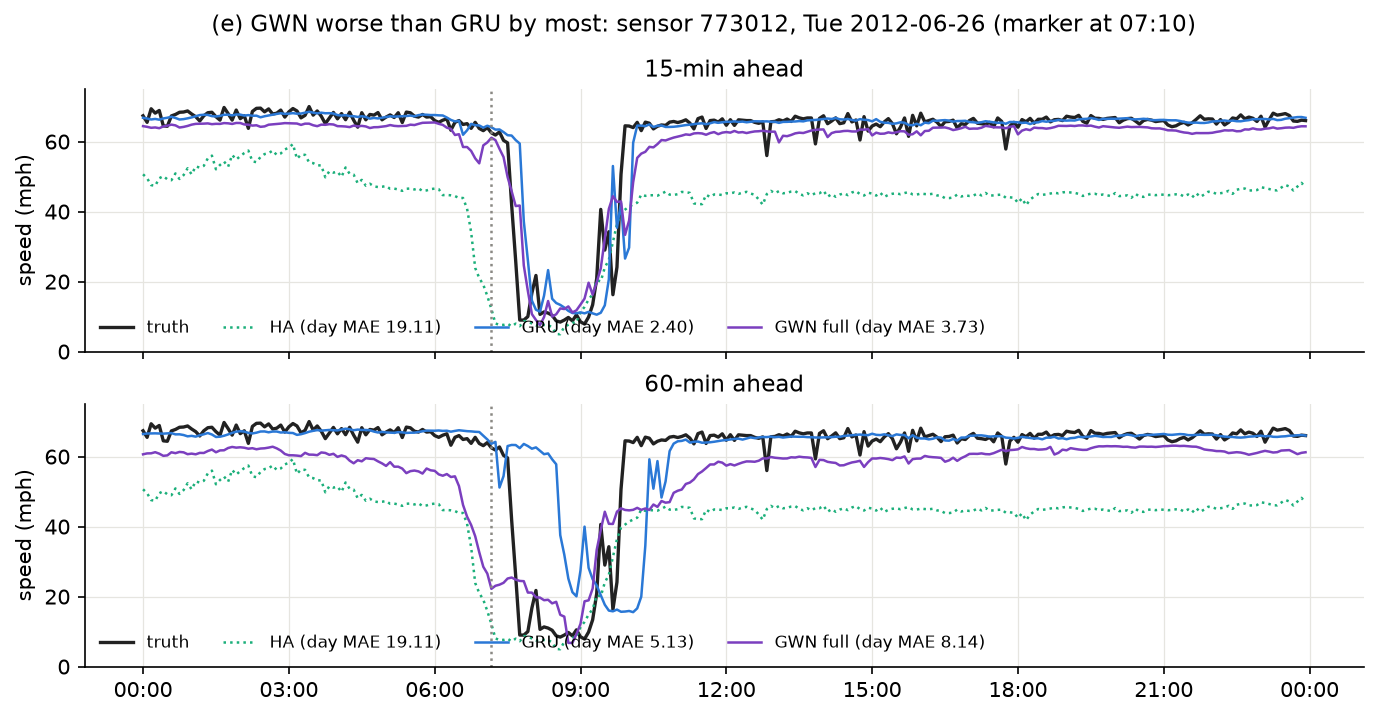 (e) GWN worse than GRU by most: sensor 773012, Tue 2012-06-26 (marker at 07:10)
15-min ahead
speed (mph)
60
40
20
0
truth
HA (day MAE 19.11)
GRU (day MAE 2.40)
GWN full (day MAE 3.73)
60-min ahead
speed (mph)
60
40
20
0
truth
HA (day MAE 19.11)
GRU (day MAE 5.13)
GWN full (day MAE 8.14)
00:00 03:00 06:00 09:00 12:00 15:00 18:00 21:00 00:00